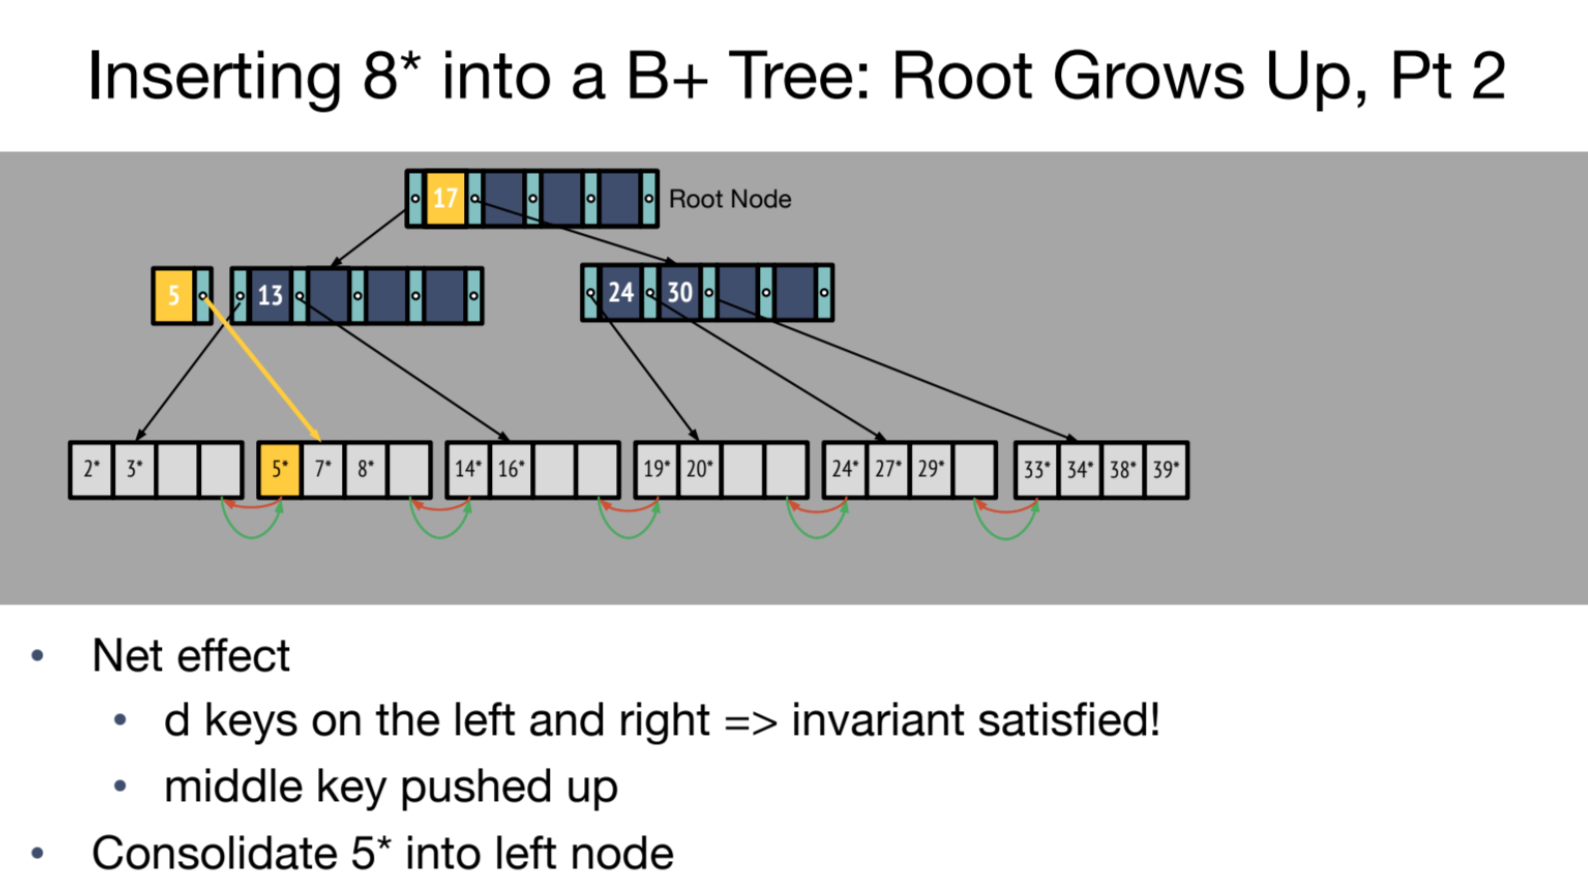 Inserting 8* into a B+ Tree: Root Grows Up, Pt 2
17 Root Node
5 13 24 30
2* 3* 5* 7* 8* 14* 16* 19* 20* 24* 27* 29* 33* 34* 38* 39*
• Net effect
• d keys on the left and right => invariant satisfied!
• middle key pushed up
• Consolidate 5* into left node